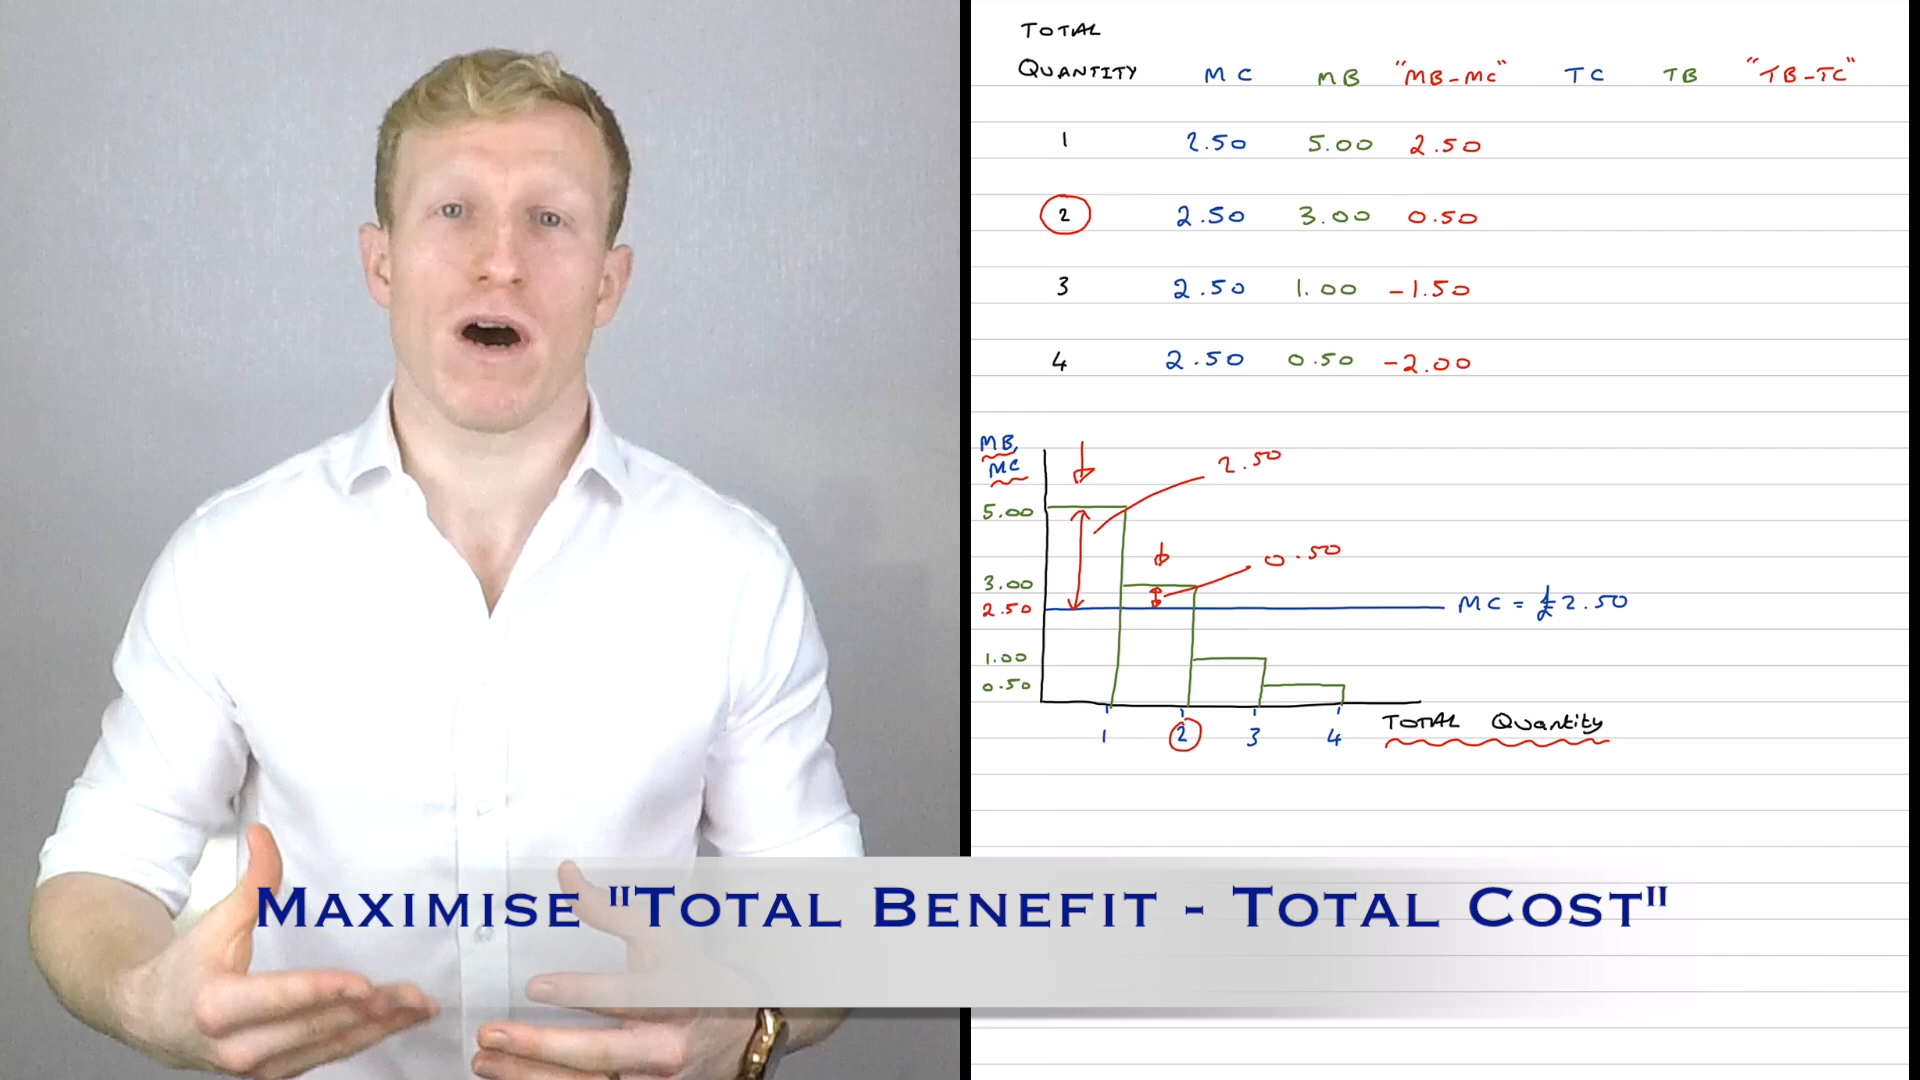 TOTAL
QUANTITY MC MB "MB-MC" TC TB "TB-TC"
1 2.50 5.00 2.50
2 2.50 3.00 0.50
3 2.50 1.00 -1.50
4 2.50 0.50 -2.00
MB,
MC
2.50
5.00
0.50
3.00
2.50
MC = £2.50
1.00
0.50
1 2 3 4
TOTAL Quantity
MAXIMISE "TOTAL BENEFIT - TOTAL COST"